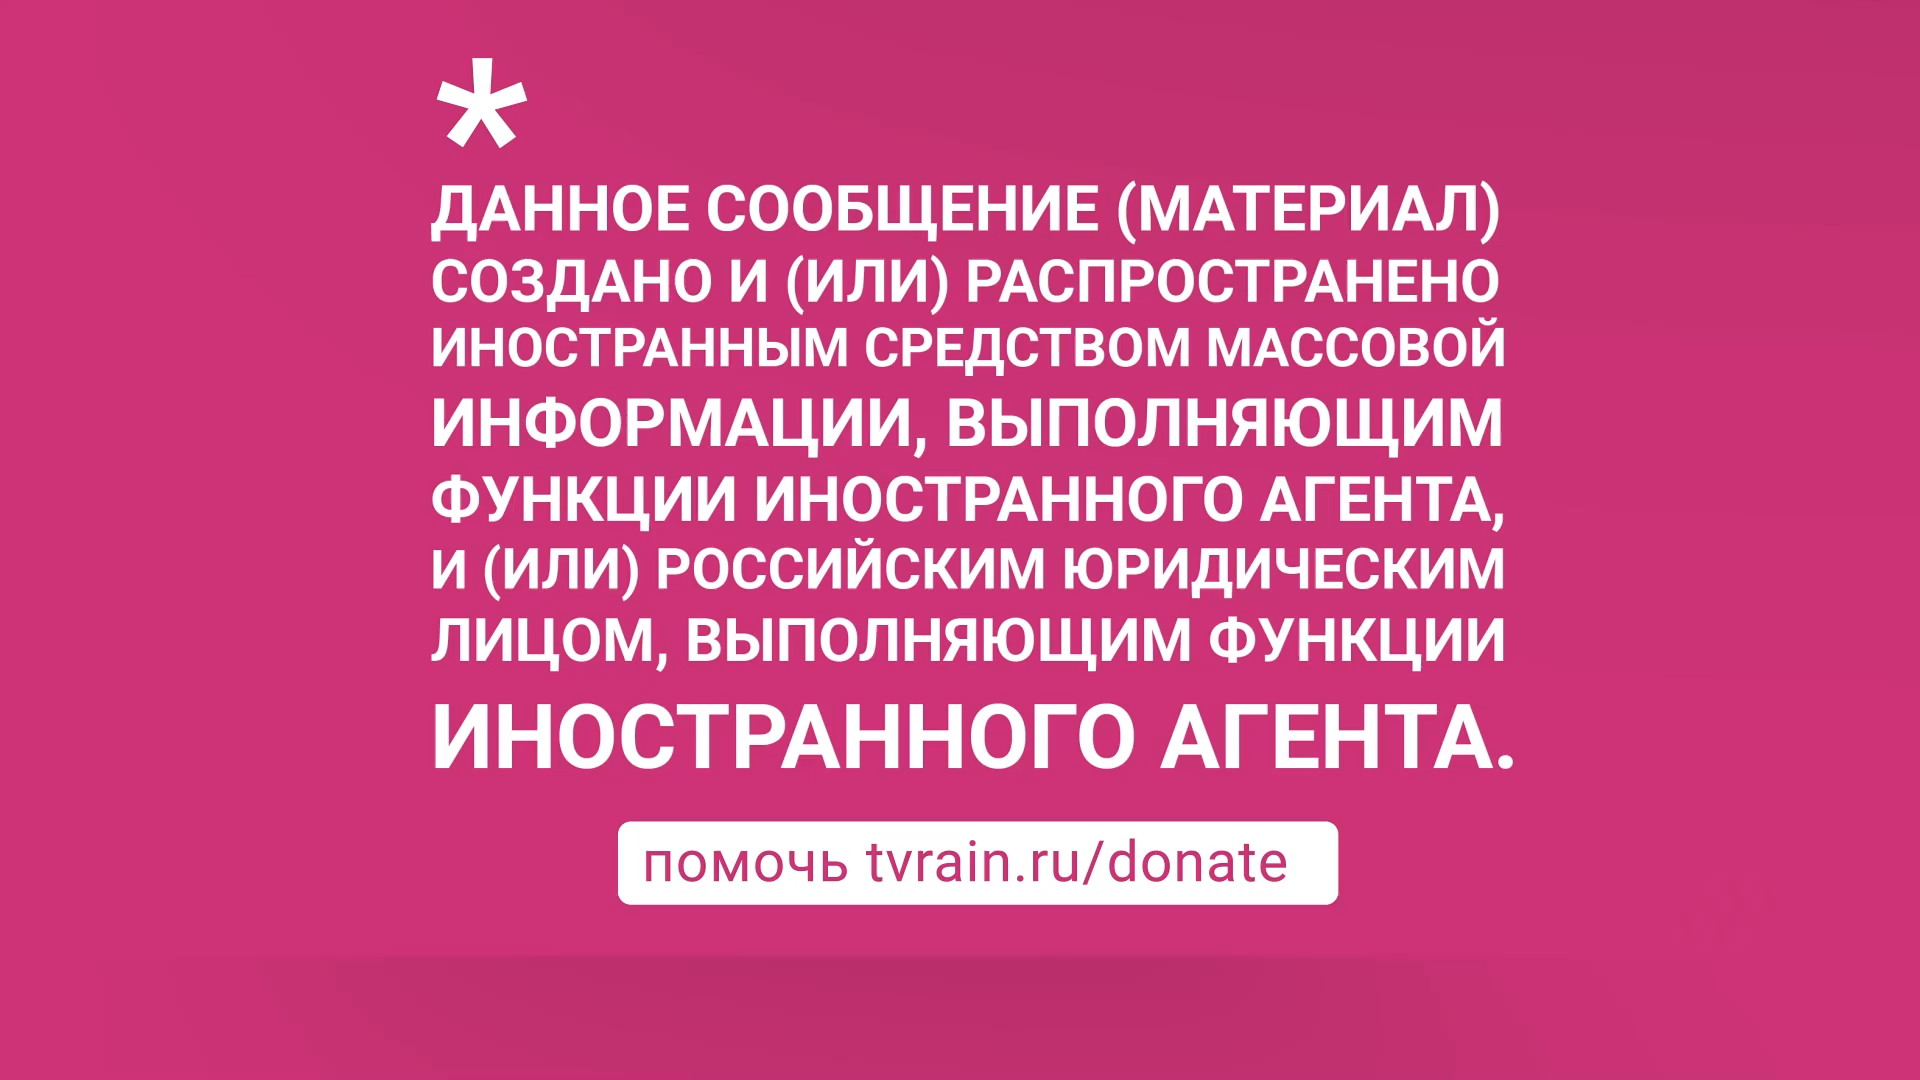 *
ДАННОЕ СООБЩЕНИЕ (МАТЕРИАЛ)
СОЗДАНО И (ИЛИ) РАСПРОСТРАНЕНО
ИНОСТРАННЫМ СРЕДСТВОМ МАССОВОЙ
ИНФОРМАЦИИ, ВЫПОЛНЯЮЩИМ
ФУНКЦИИ ИНОСТРАННОГО АГЕНТА,
И (ИЛИ) РОССИЙСКИМ ЮРИДИЧЕСКИМ
ЛИЦОМ, ВЫПОЛНЯЮЩИМ ФУНКЦИИ
ИНОСТРАННОГО АГЕНТА.
помочь tvrain.ru/donate